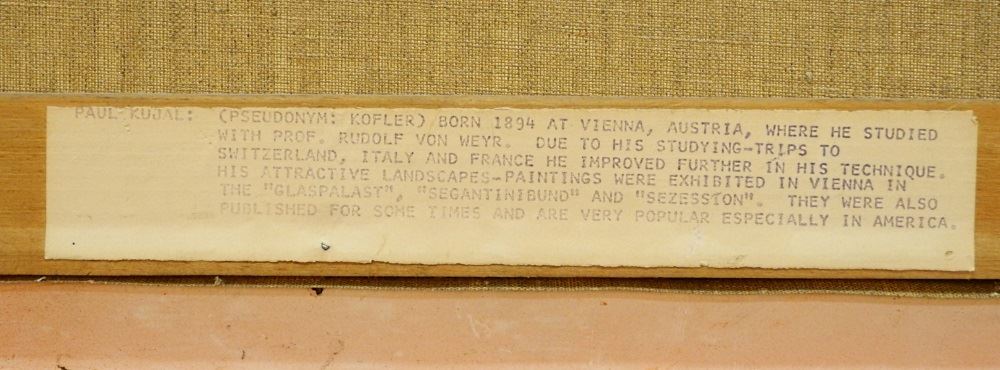 PAUL KUJAL: (PSEUDONYM: KOFLER) BORN 1894 AT VIENNA, AUSTRIA, WHERE HE STUDIED
WITH PROF. RUDOLF VON WEYR. DUE TO HIS STUDYING-TRIPS TO
SWITZERLAND, ITALY AND FRANCE HE IMPROVED FURTHER IN HIS TECHNIQUE.
HIS ATTRACTIVE LANDSCAPES-PAINTINGS WERE EXHIBITED IN VIENNA IN
THE "GLASPALAST", "SEGANTINIBUND" AND "SEZESSION". THEY WERE ALSO
PUBLISHED FOR SOME TIMES AND ARE VERY POPULAR ESPECIALLY IN AMERICA.